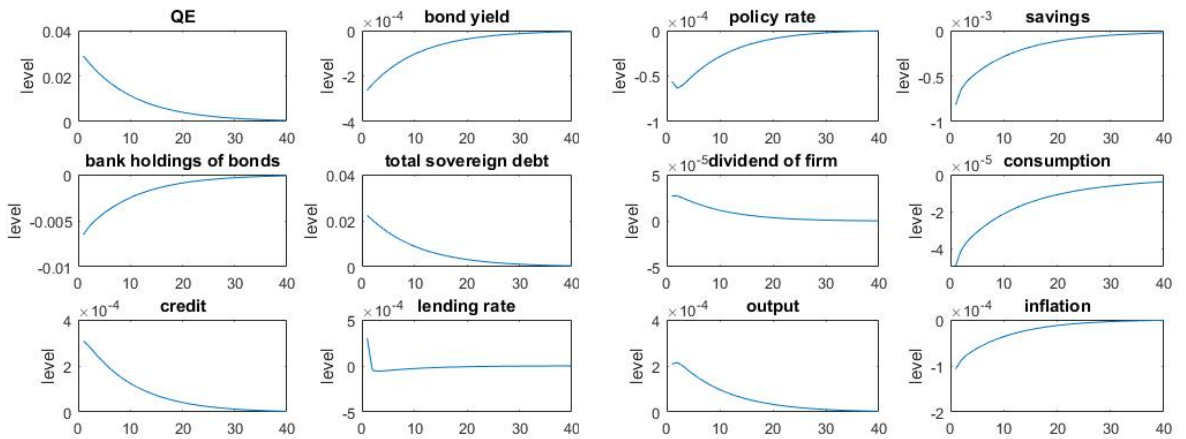 QE
bond yield
policy rate
savings
0.04
0.02
0
level
0 10 20 30 40
×10⁻⁴
0
-2
-4
level
0 10 20 30 40
×10⁻⁴
0
-0.5
-1
level
0 10 20 30 40
×10⁻³
0
-0.5
-1
level
0 10 20 30 40
bank holdings of bonds
total sovereign debt
dividend of firm
consumption
0
-0.005
-0.01
level
0 10 20 30 40
0.04
0.02
0
level
0 10 20 30 40
×10⁻⁵
5
0
-5
level
0 10 20 30 40
×10⁻⁵
0
-2
-4
level
0 10 20 30 40
credit
lending rate
output
inflation
×10⁻⁴
4
2
0
level
0 10 20 30 40
×10⁻⁴
5
0
-5
level
0 10 20 30 40
×10⁻⁴
4
2
0
level
0 10 20 30 40
×10⁻⁴
0
-1
-2
level
0 10 20 30 40